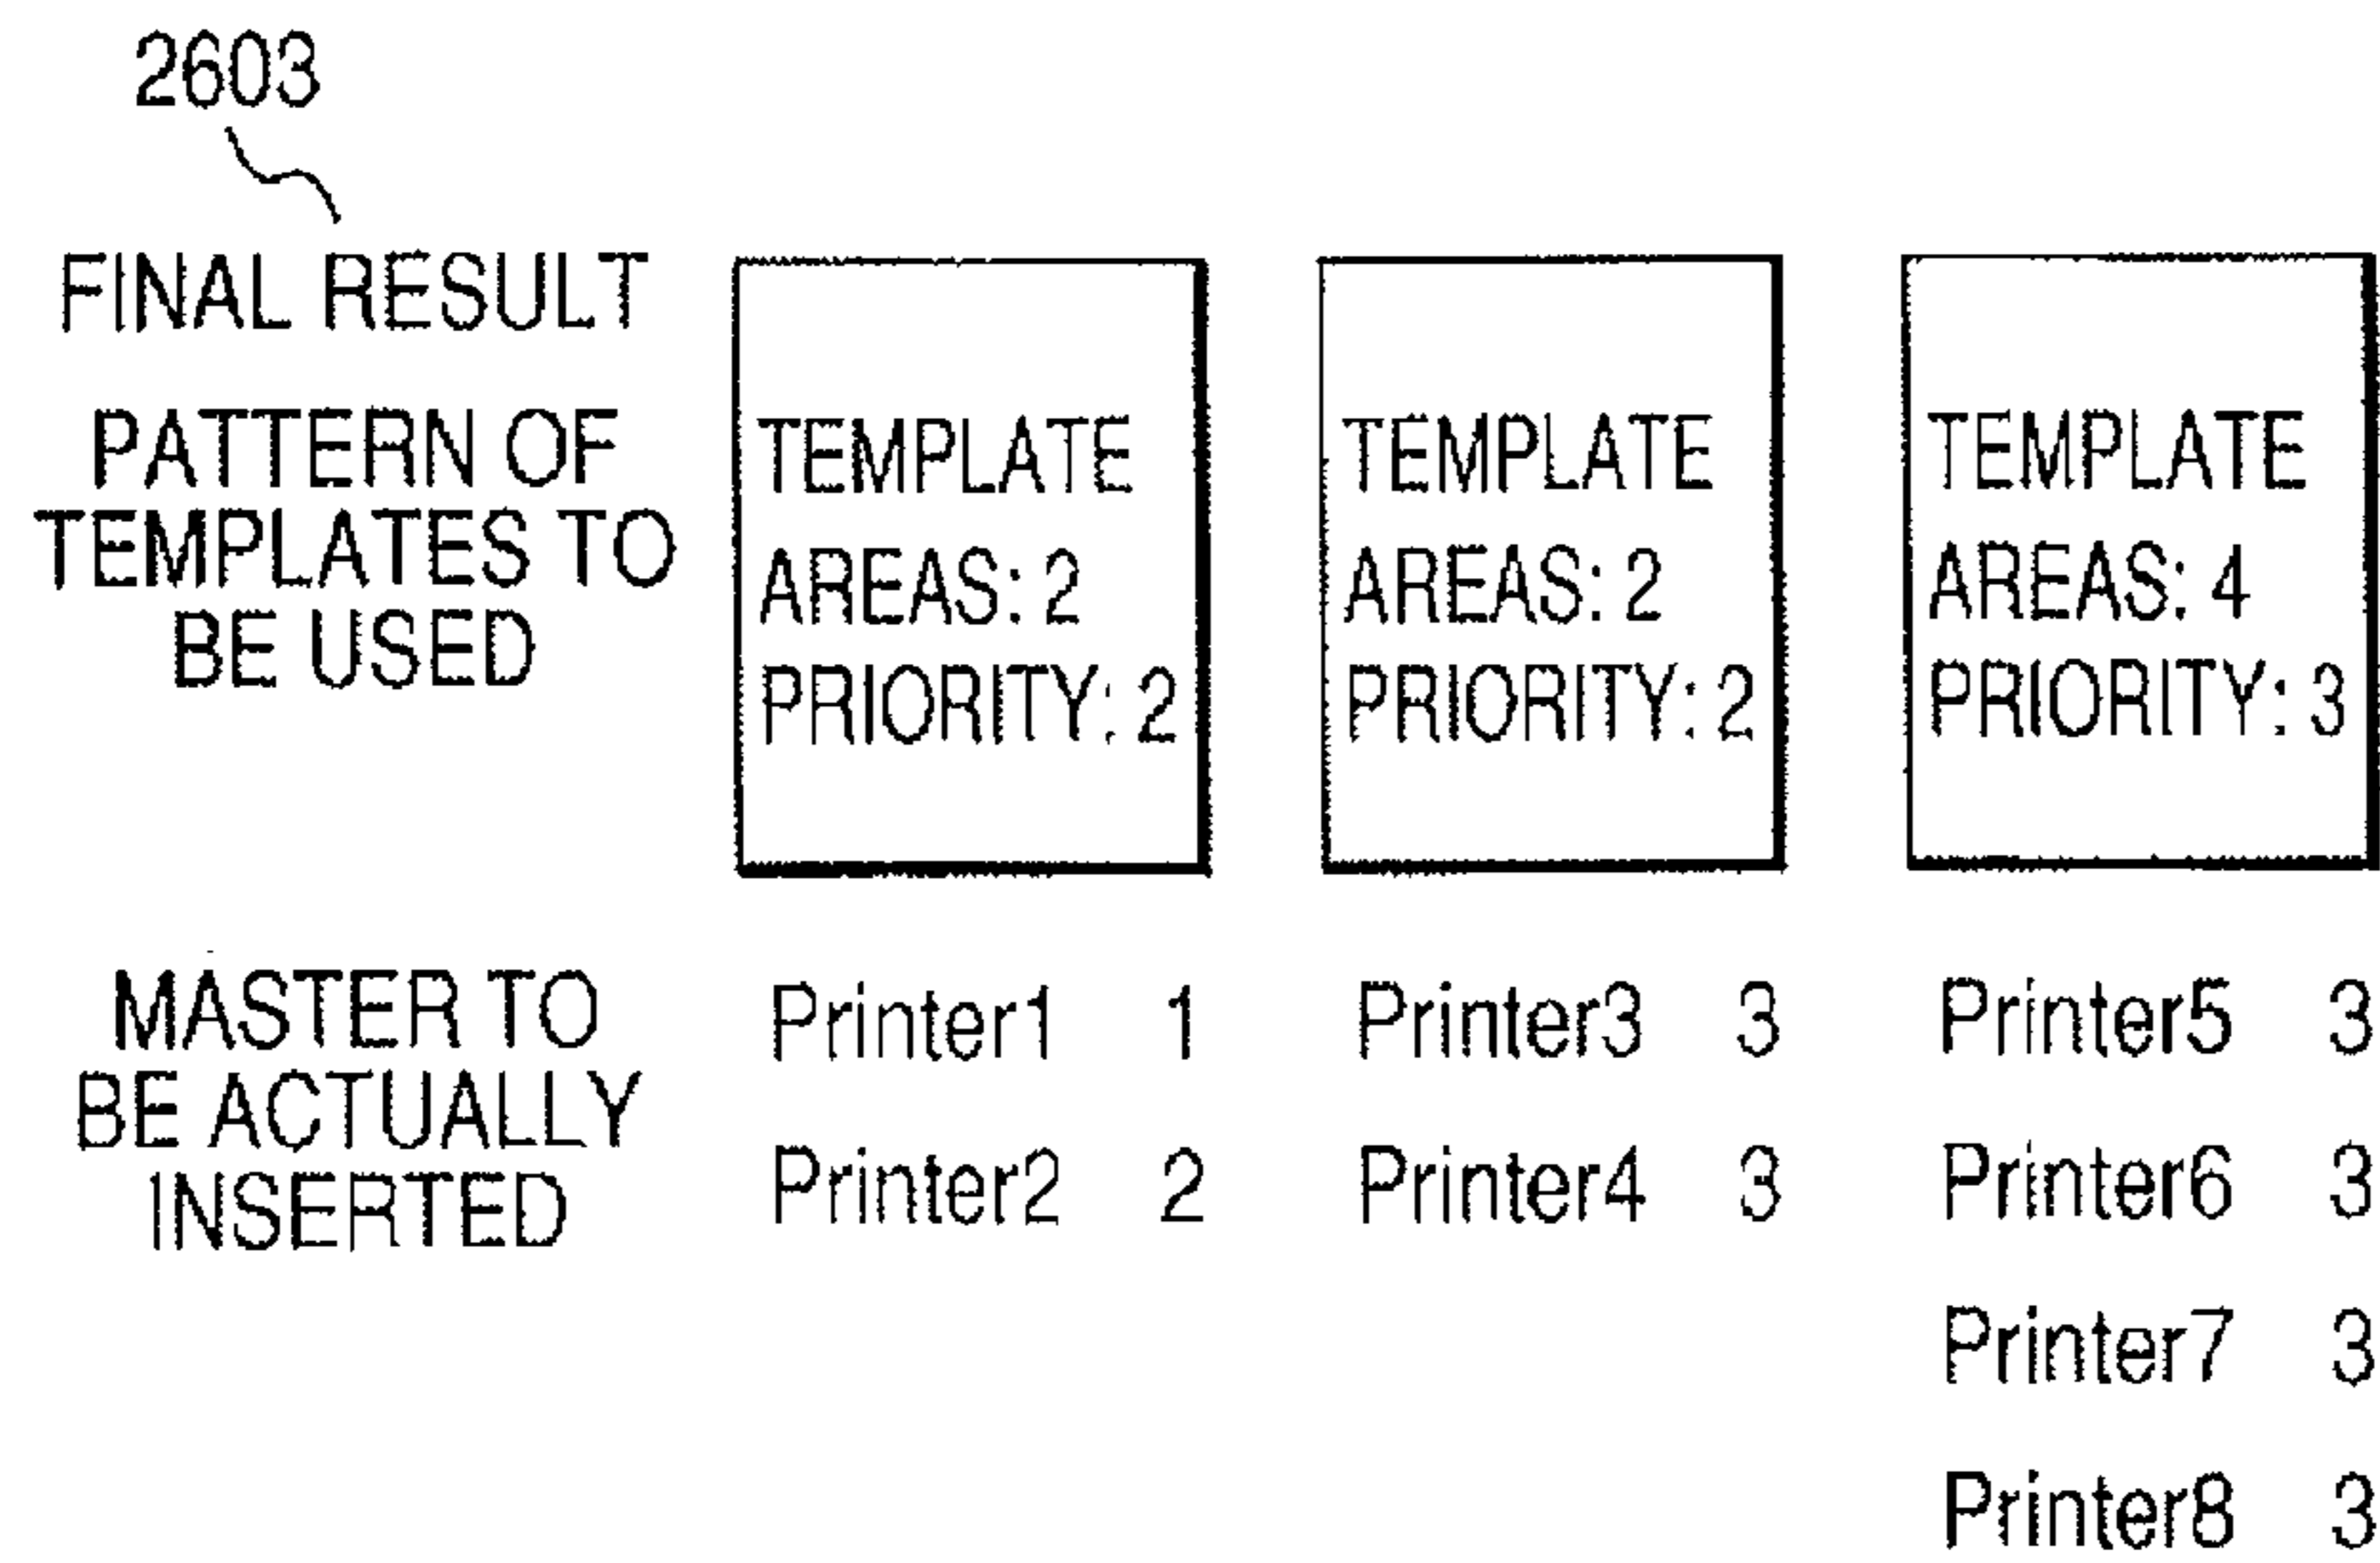 2603
FINAL RESULT
PATTERN OF
TEMPLATES TO
BE USED
TEMPLATE
AREAS: 2
PRIORITY: 2
TEMPLATE
AREAS: 2
PRIORITY: 2
TEMPLATE
AREAS: 4
PRIORITY: 3
MASTER TO
BE ACTUALLY
INSERTED
Printer1 1
Printer2 2
Printer3 3
Printer4 3
Printer5 3
Printer6 3
Printer7 3
Printer8 3